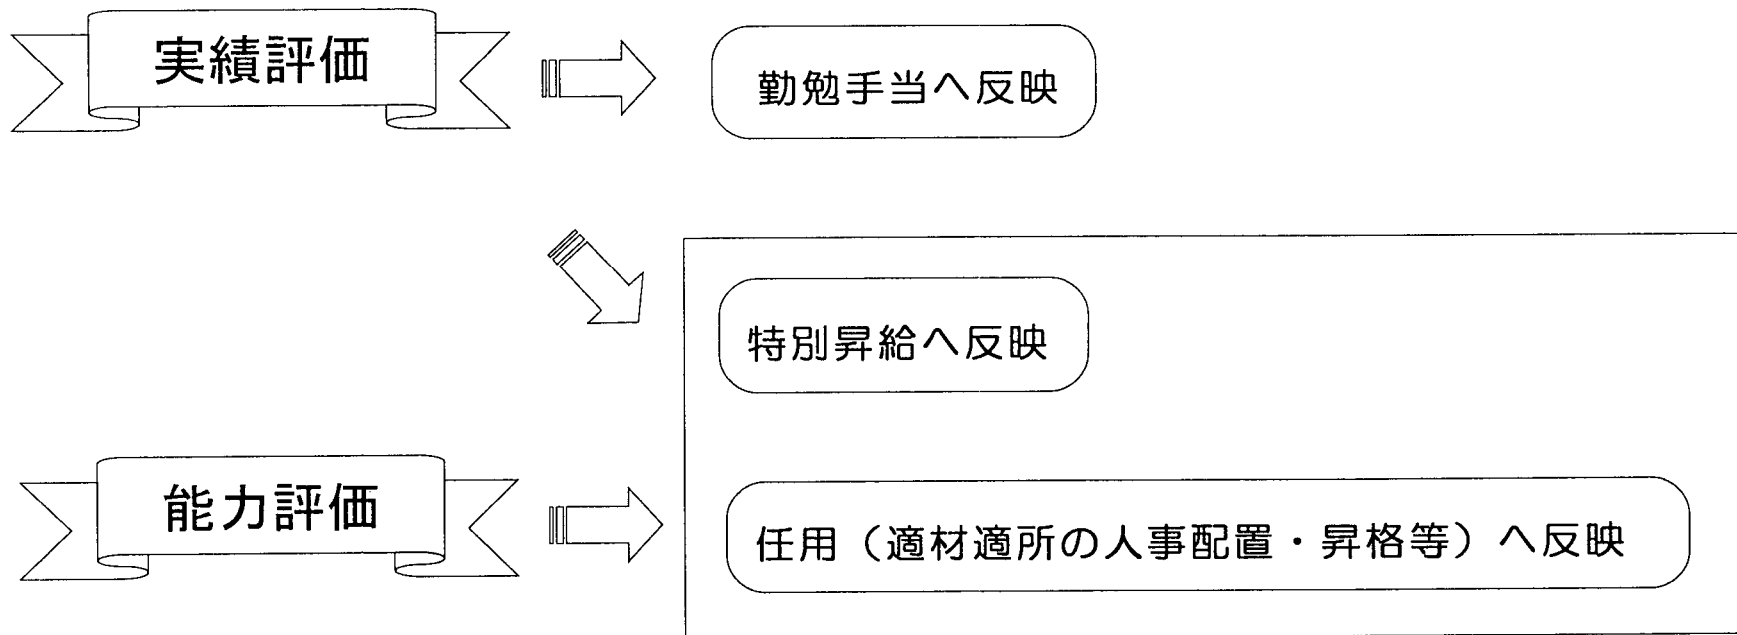 実績評価
勤勉手当へ反映
特別昇給へ反映
能力評価
任用（適材適所の人事配置・昇格等）へ反映